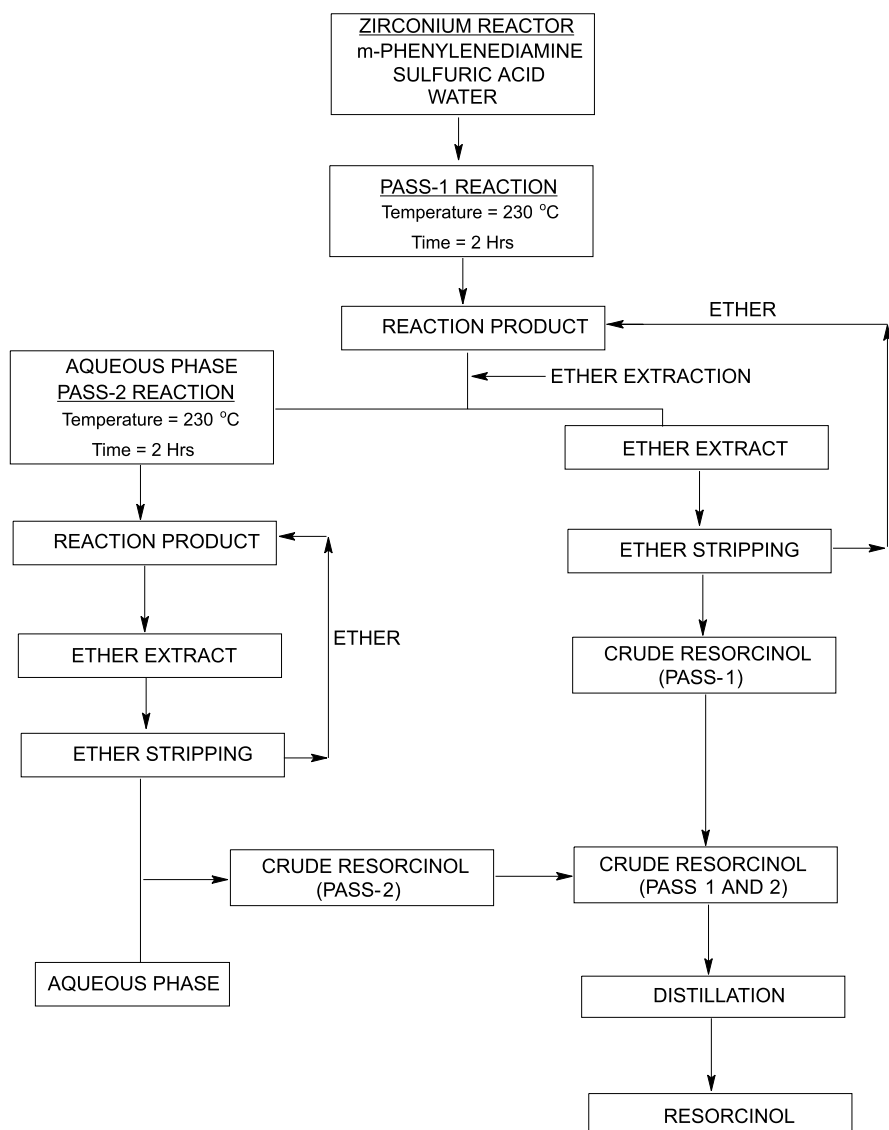 ZIRCONIUM REACTOR
m-PHENYLENEDIAMINE
SULFURIC ACID
WATER
PASS-1 REACTION
Temperature = 230 °C
Time = 2 Hrs
REACTION PRODUCT
ETHER
ETHER EXTRACTION
AQUEOUS PHASE
PASS-2 REACTION
Temperature = 230 °C
Time = 2 Hrs
ETHER EXTRACT
ETHER STRIPPING
CRUDE RESORCINOL
(PASS-1)
REACTION PRODUCT
ETHER
ETHER EXTRACT
ETHER STRIPPING
CRUDE RESORCINOL
(PASS-2)
AQUEOUS PHASE
CRUDE RESORCINOL
(PASS 1 AND 2)
DISTILLATION
RESORCINOL